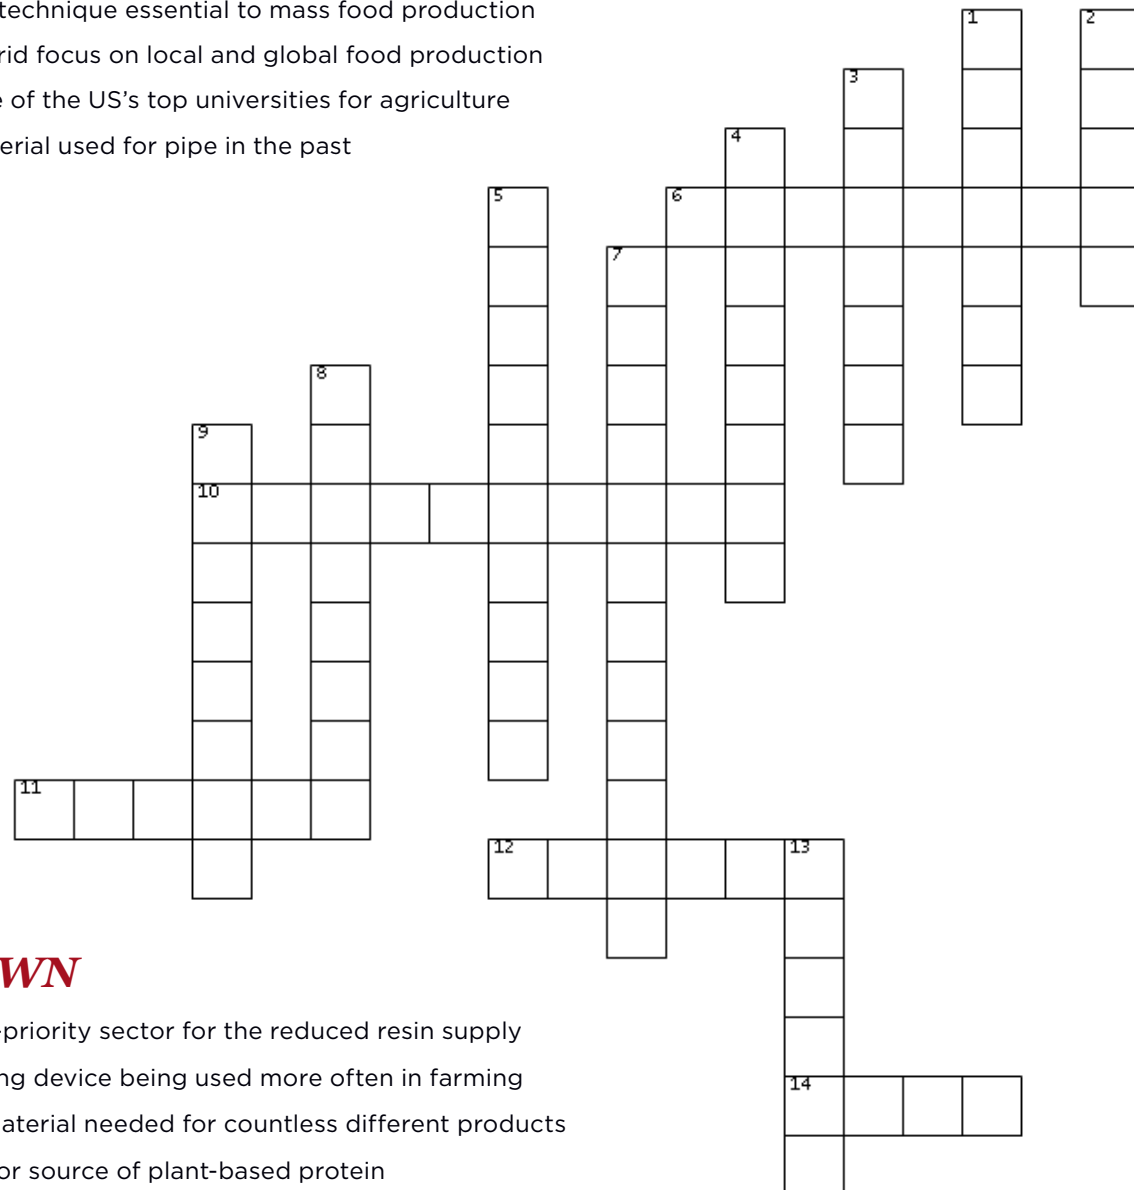 technique essential to mass food production
rid focus on local and global food production
e of the US's top universities for agriculture
erial used for pipe in the past
1
2
3
4
5
6
7
8
9
10
11
12
13
WN
-priority sector for the reduced resin supply
14
ng device being used more often in farming
aterial needed for countless different products
or source of plant-based protein